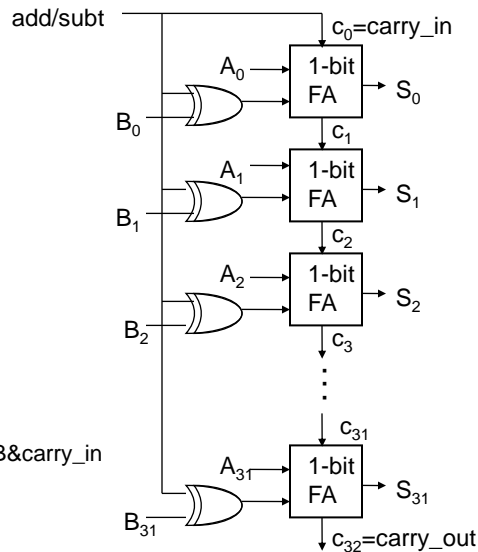 add/subt
c₀=carry_in
A₀
1-bit
FA
S₀
B₀
c₁
A₁
1-bit
FA
S₁
B₁
c₂
A₂
1-bit
FA
S₂
B₂
c₃
c₃₁
&carry_in
A₃₁
1-bit
FA
S₃₁
B₃₁
c₃₂=carry_out